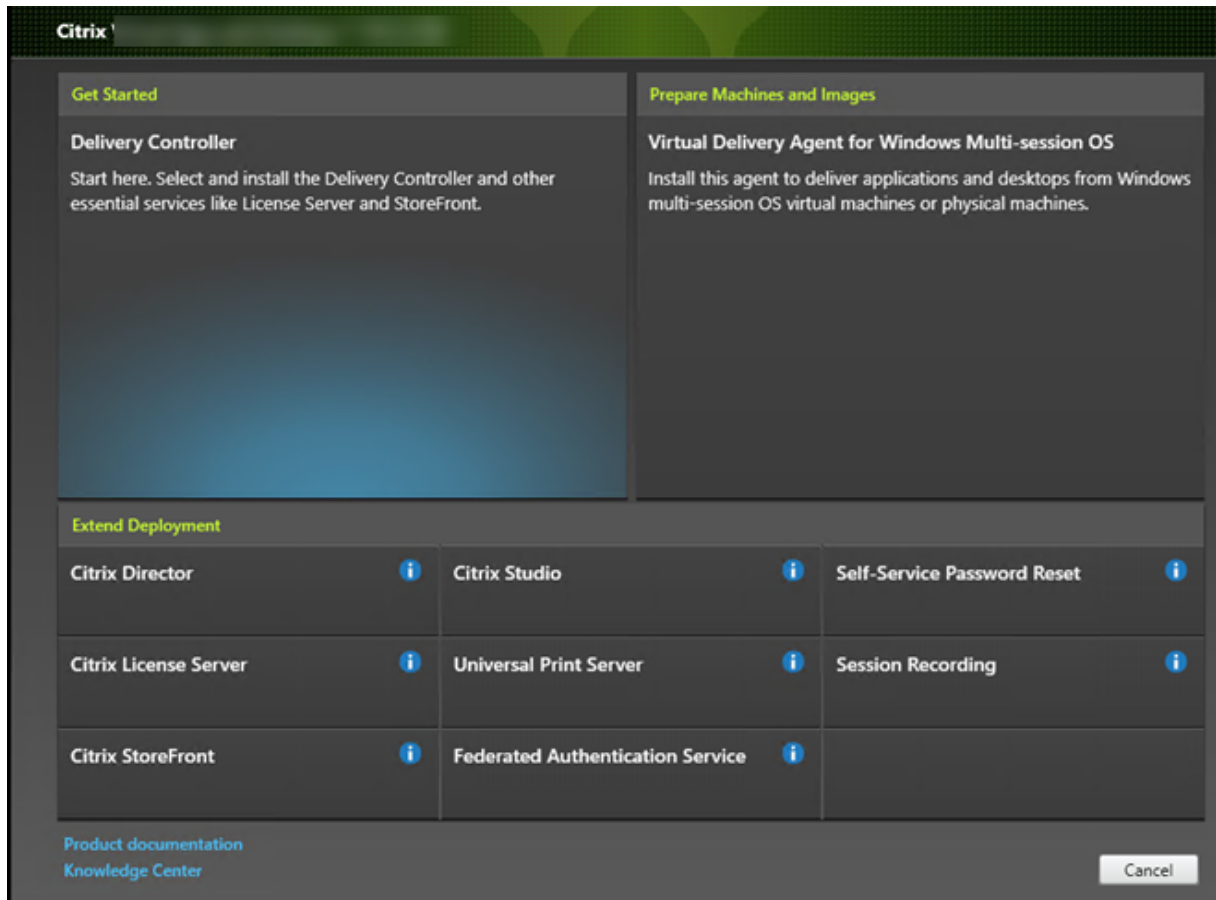 Citrix
Get Started
Delivery Controller
Start here. Select and install the Delivery Controller and other
essential services like License Server and StoreFront.
Prepare Machines and Images
Virtual Delivery Agent for Windows Multi-session OS
Install this agent to deliver applications and desktops from Windows
multi-session OS virtual machines or physical machines.
Extend Deployment
Citrix Director
Citrix Studio
Self-Service Password Reset
Citrix License Server
Universal Print Server
Session Recording
Citrix StoreFront
Federated Authentication Service
Product documentation
Knowledge Center
Cancel